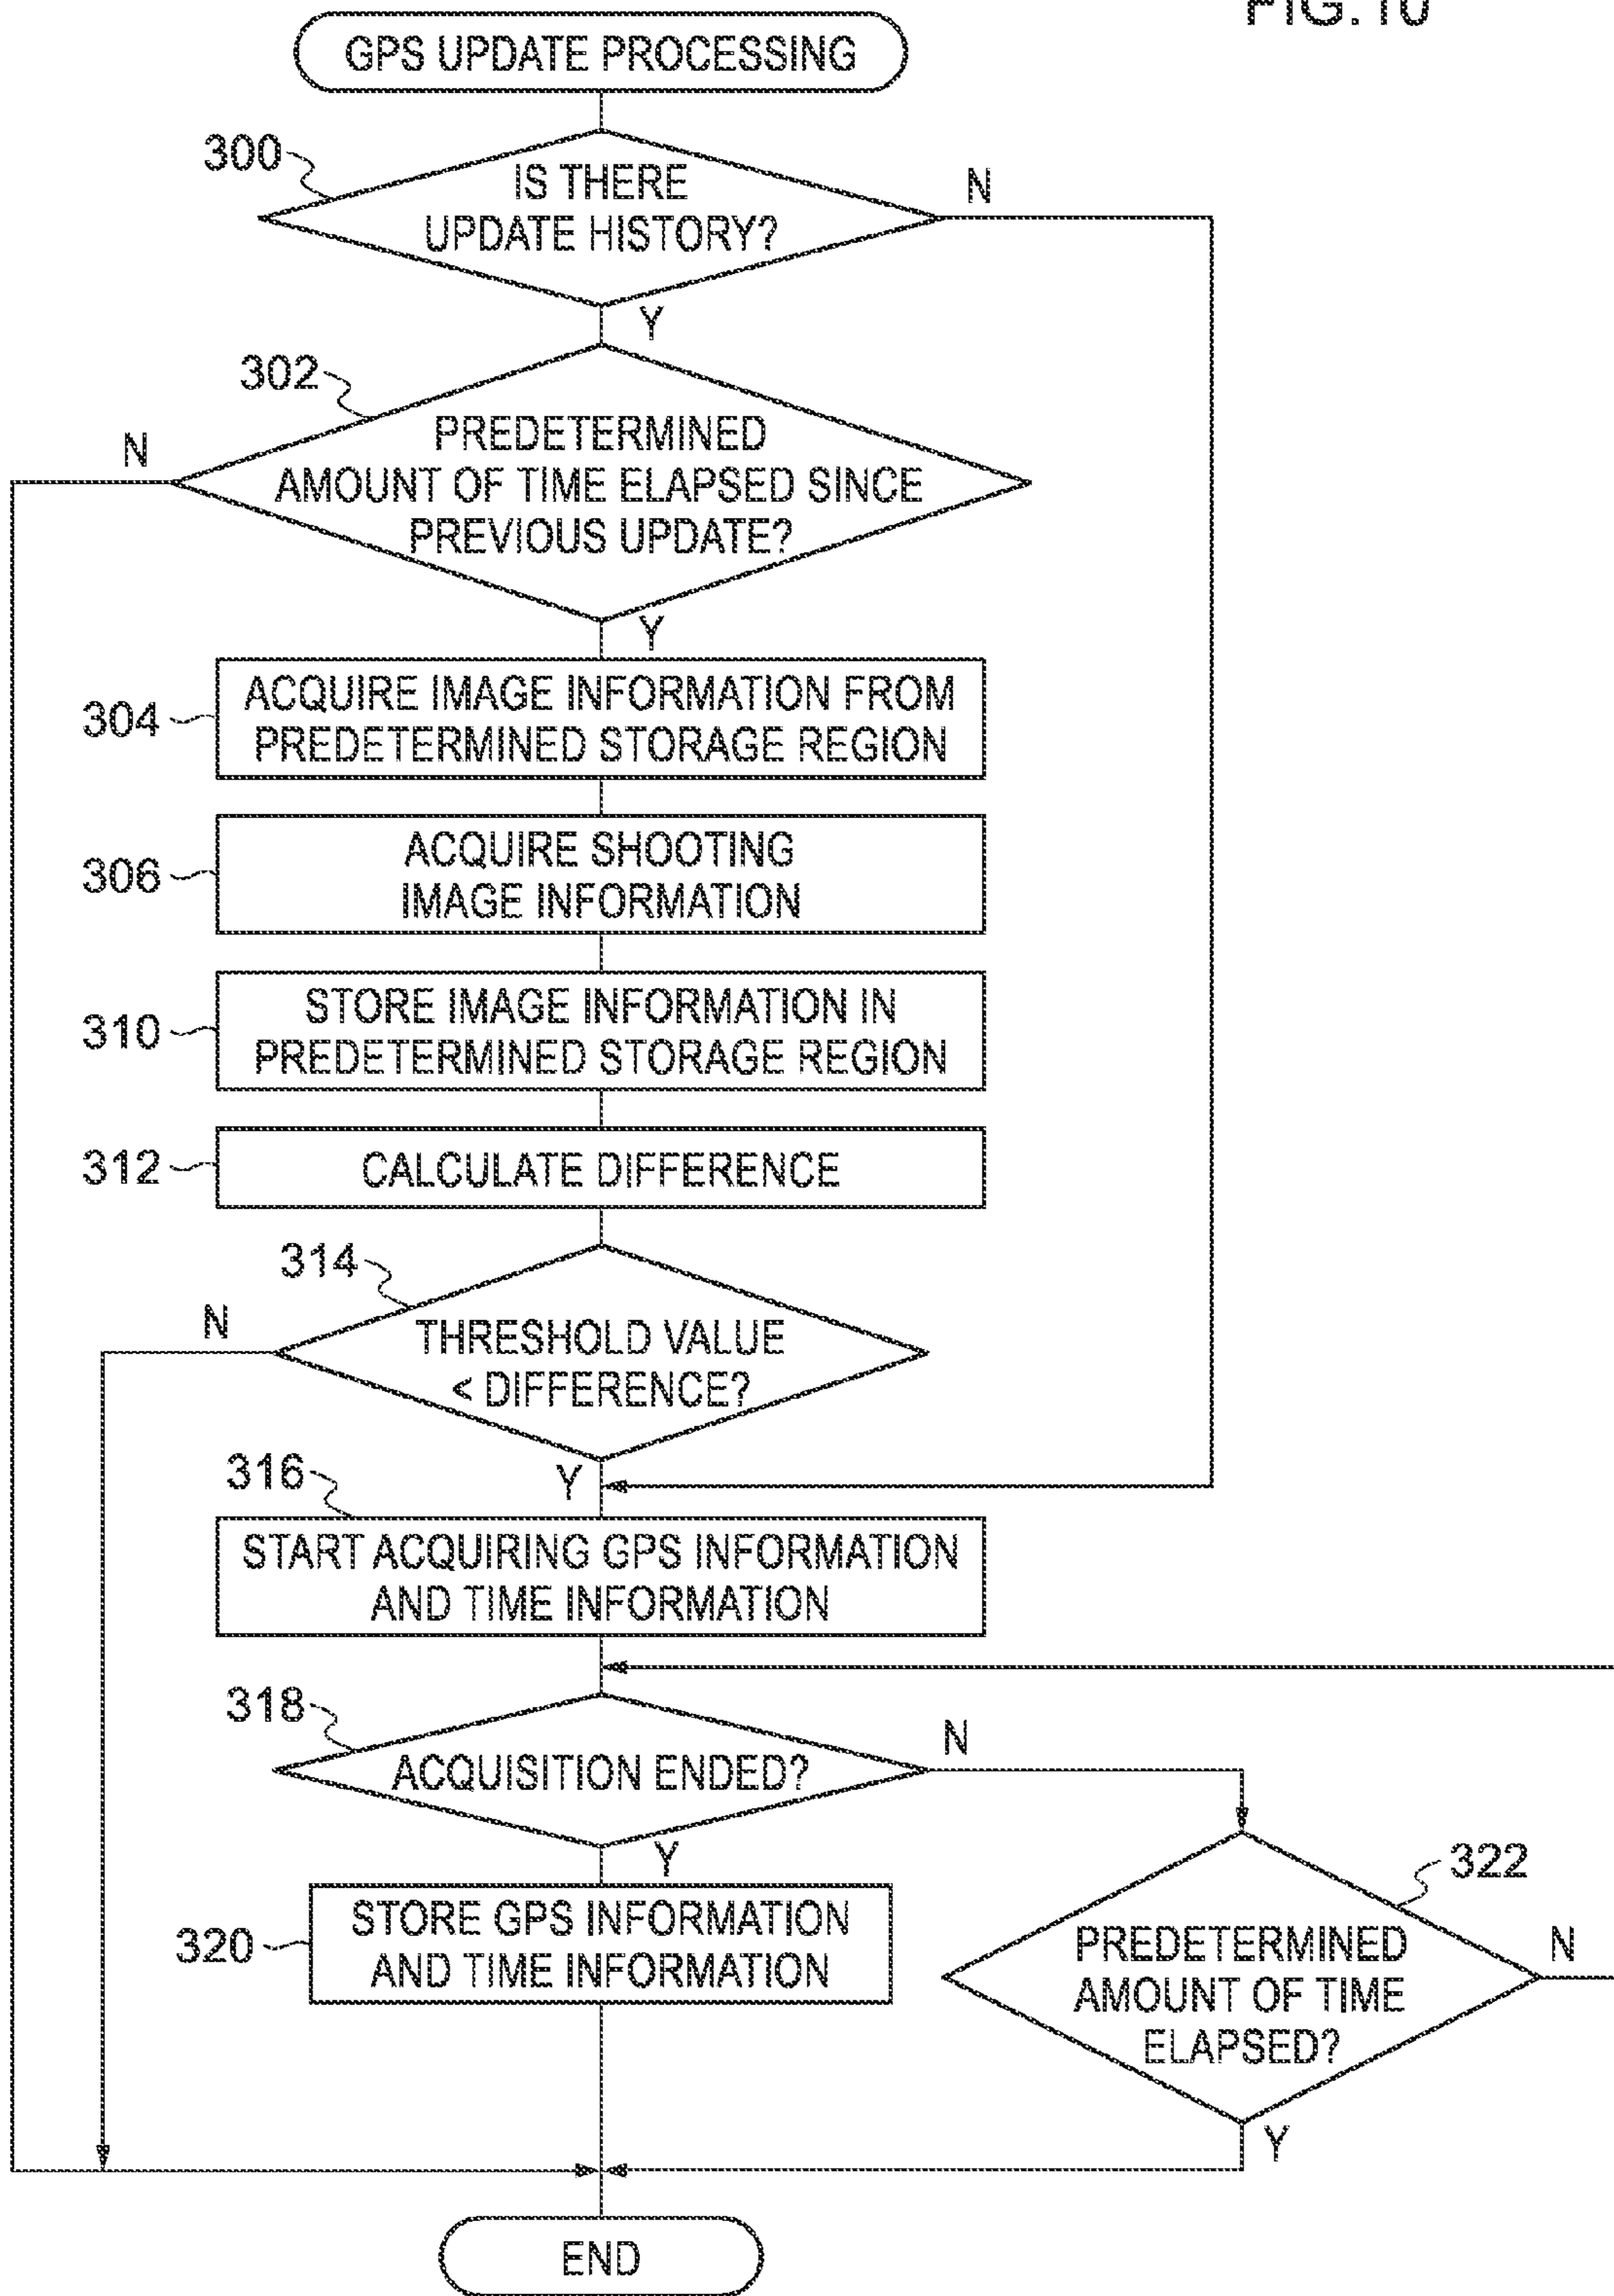 FIG.10
GPS UPDATE PROCESSING
300
IS THERE
UPDATE HISTORY?
N
Y
302
PREDETERMINED
AMOUNT OF TIME ELAPSED SINCE
PREVIOUS UPDATE?
N
Y
304
ACQUIRE IMAGE INFORMATION FROM
PREDETERMINED STORAGE REGION
306
ACQUIRE SHOOTING
IMAGE INFORMATION
310
STORE IMAGE INFORMATION IN
PREDETERMINED STORAGE REGION
312
CALCULATE DIFFERENCE
314
THRESHOLD VALUE
< DIFFERENCE?
N
Y
316
START ACQUIRING GPS INFORMATION
AND TIME INFORMATION
318
ACQUISITION ENDED?
N
Y
320
STORE GPS INFORMATION
AND TIME INFORMATION
322
PREDETERMINED
AMOUNT OF TIME
ELAPSED?
N
Y
END